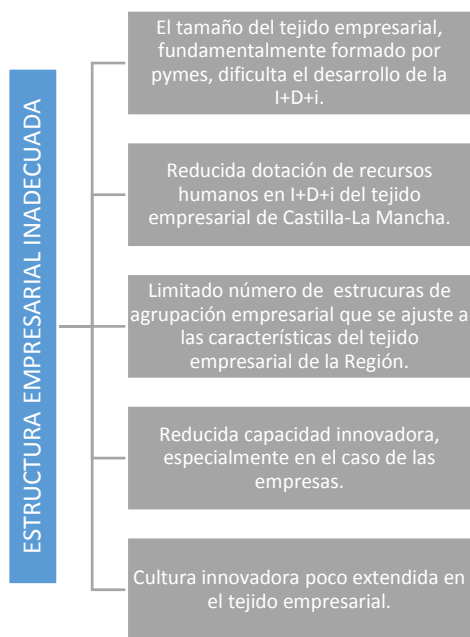 ESTRUCTURA EMPRESARIAL INADECUADA
El tamaño del tejido empresarial,
fundamentalmente formado por
pymes, dificulta el desarrollo de la
I+D+i.
Reducida dotación de recursos
humanos en I+D+i del tejido
empresarial de Castilla-La Mancha.
Limitado número de estrucuras de
agrupación empresarial que se ajuste a
las características del tejido
empresarial de la Región.
Reducida capacidad innovadora,
especialmente en el caso de las
empresas.
Cultura innovadora poco extendida en
el tejido empresarial.